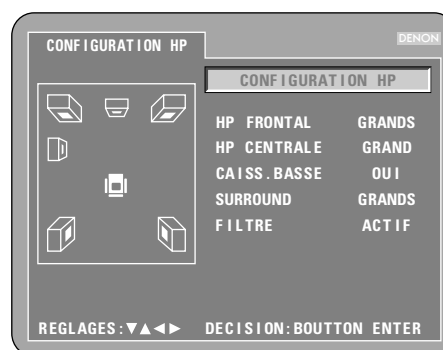 CONFIGURATION HP
DENON
CONFIGURATION HP
HP FRONTAL GRANDS
HP CENTRALE GRAND
CAISS.BASSE OUI
SURROUND GRANDS
FILTRE ACTIF
REGLAGES:▼▲◀▶ DECISION:BOUTTON ENTER